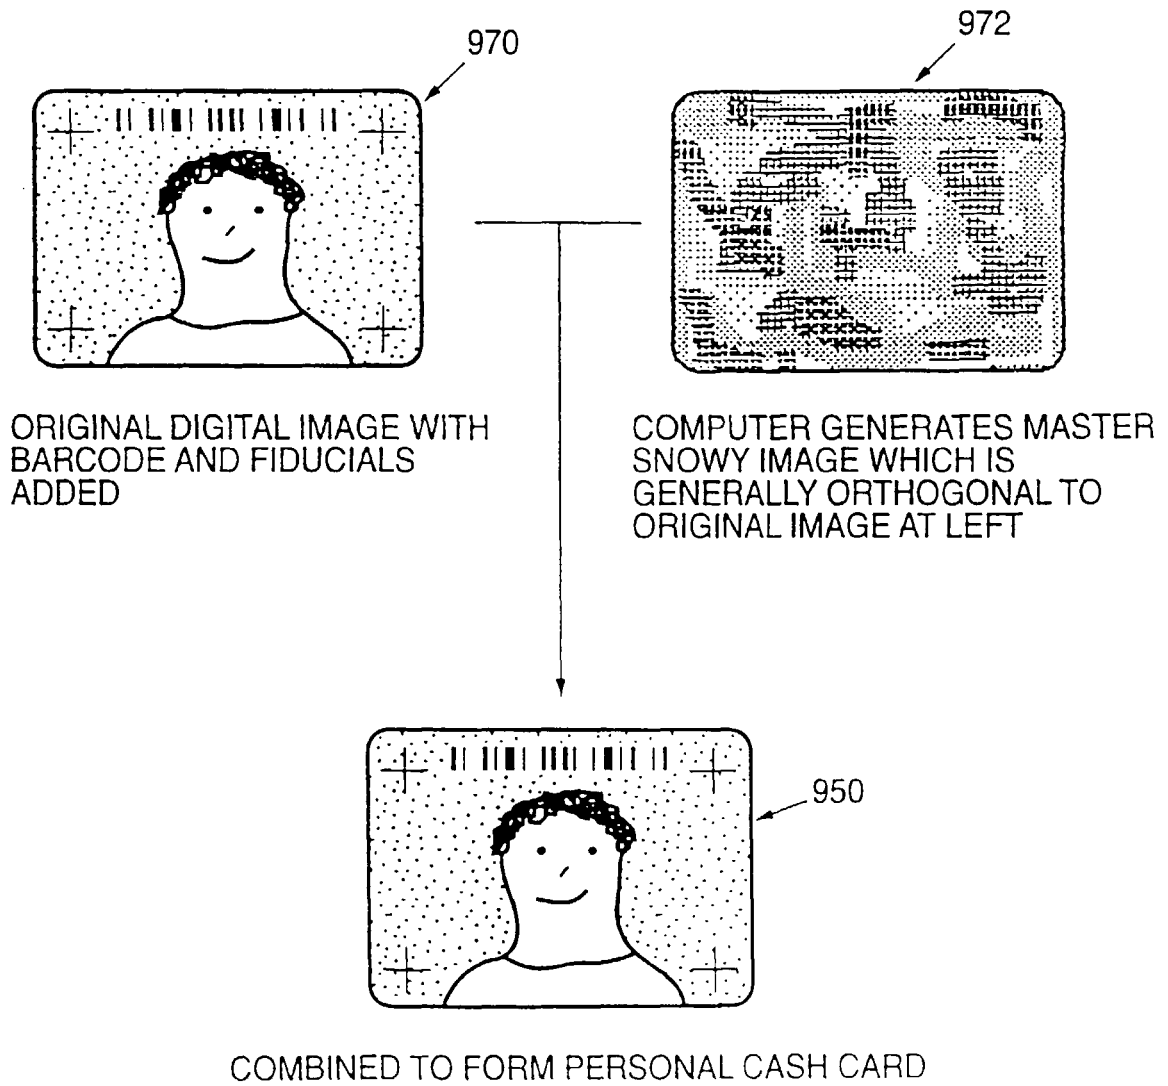 970
972
ORIGINAL DIGITAL IMAGE WITH
BARCODE AND FIDUCIALS
ADDED
COMPUTER GENERATES MASTER
SNOWY IMAGE WHICH IS
GENERALLY ORTHOGONAL TO
ORIGINAL IMAGE AT LEFT
950
COMBINED TO FORM PERSONAL CASH CARD